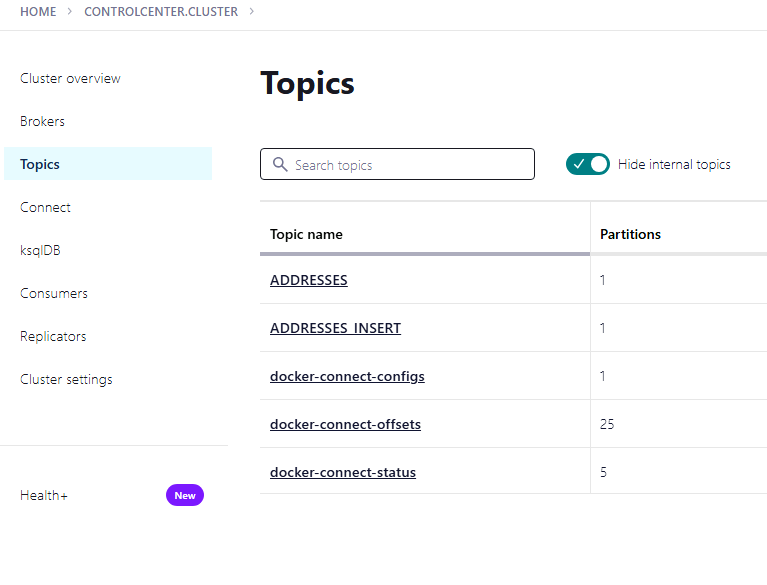 HOME > CONTROLCENTER.CLUSTER >
Cluster overview
Brokers
Topics
Connect
ksqlDB
Consumers
Replicators
Cluster settings
Health+ New
Topics
Search topics
Hide internal topics
Topic name Partitions
ADDRESSES 1
ADDRESSES_INSERT 1
docker-connect-configs 1
docker-connect-offsets 25
docker-connect-status 5